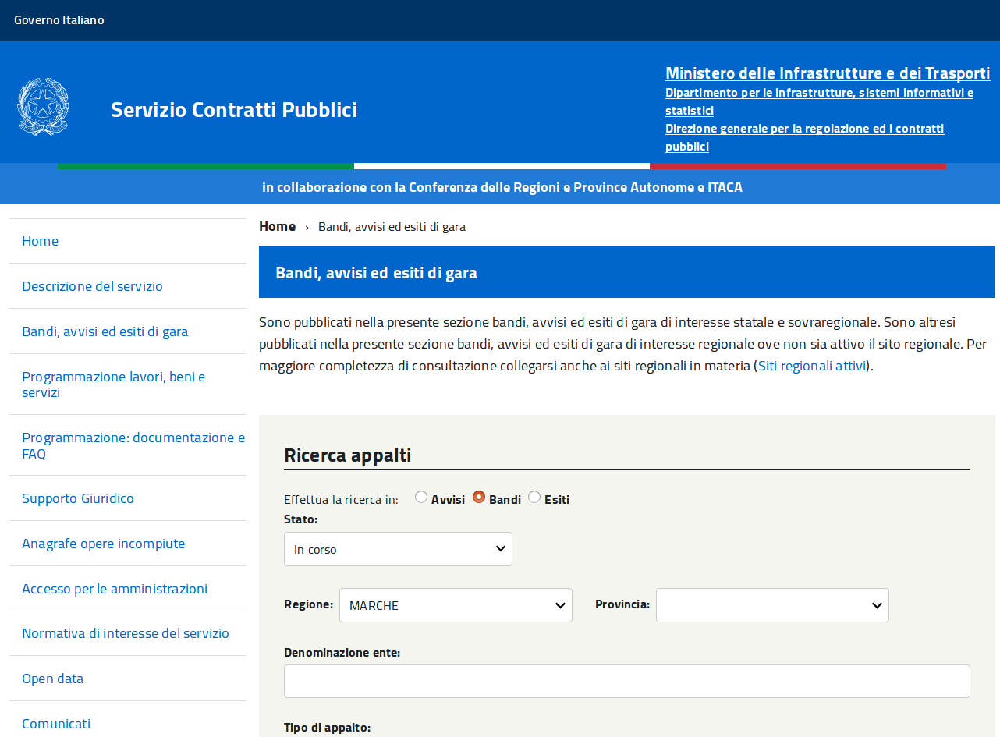 Governo Italiano
Servizio Contratti Pubblici
Ministero delle Infrastrutture e dei Trasporti
Dipartimento per le infrastrutture, sistemi informativi e
statistici
Direzione generale per la regolazione ed i contratti
pubblici
in collaborazione con la Conferenza delle Regioni e Province Autonome e ITACA
Home
Descrizione del servizio
Bandi, avvisi ed esiti di gara
Programmazione lavori, beni e
servizi
Programmazione: documentazione e
FAQ
Supporto Giuridico
Anagrafe opere incompiute
Accesso per le amministrazioni
Normativa di interesse del servizio
Open data
Comunicati
Home › Bandi, avvisi ed esiti di gara
Bandi, avvisi ed esiti di gara
Sono pubblicati nella presente sezione bandi, avvisi ed esiti di gara di interesse statale e sovraregionale. Sono altresì
pubblicati nella presente sezione bandi, avvisi ed esiti di gara di interesse regionale ove non sia attivo il sito regionale. Per
maggiore completezza di consultazione collegarsi anche ai siti regionali in materia (Siti regionali attivi).
Ricerca appalti
Effettua la ricerca in: Avvisi Bandi Esiti
Stato:
In corso
Regione: MARCHE Provincia:
Denominazione ente:
Tipo di appalto: